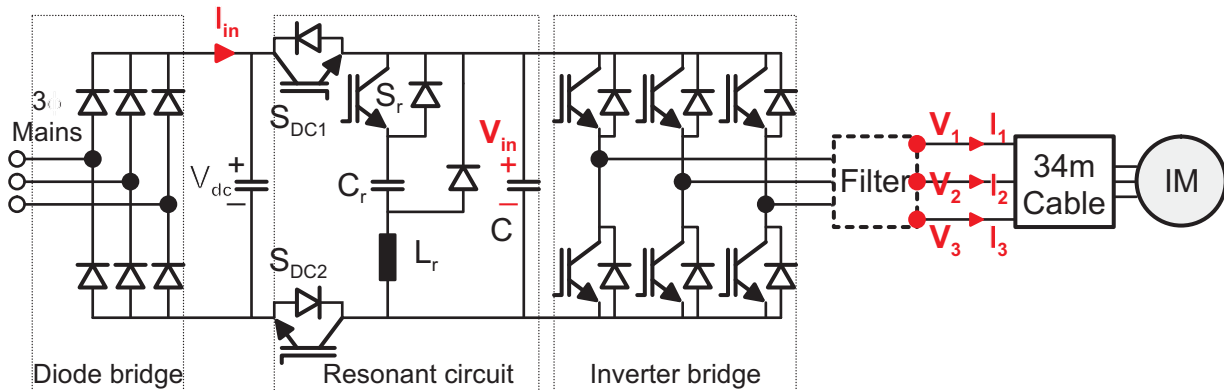 I_in
3ϕ
Mains
V_dc
+
−
S_DC1
S_r
C_r
L_r
S_DC2
V_in
+
−
C
Filter
V_1
I_1
V_2
I_2
V_3
I_3
34m
Cable
IM
Diode bridge
Resonant circuit
Inverter bridge